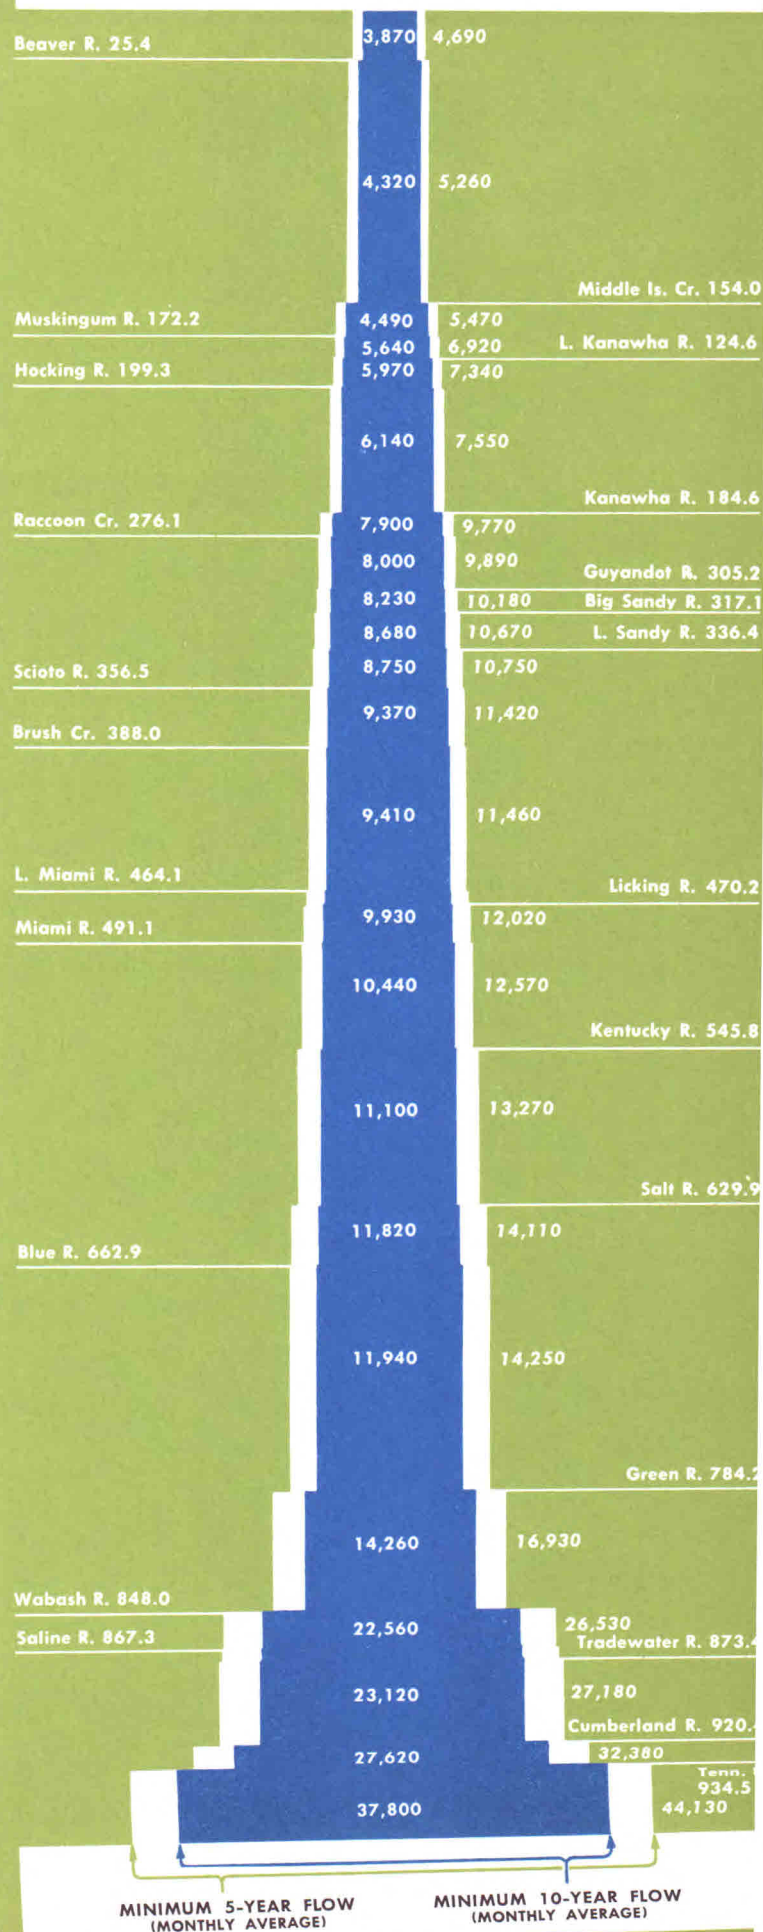 3,870 4,690
Beaver R. 25.4
4,320 5,260
Middle Is. Cr. 154.0
Muskingum R. 172.2 4,490 5,470
5,640 6,920 L. Kanawha R. 124.6
Hocking R. 199.3 5,970 7,340
6,140 7,550
Kanawha R. 184.6
Raccoon Cr. 276.1 7,900 9,770
8,000 9,890
Guyandot R. 305.2
8,230 10,180 Big Sandy R. 317.1
8,680 10,670 L. Sandy R. 336.4
Scioto R. 356.5 8,750 10,750
9,370 11,420
Brush Cr. 388.0
9,410 11,460
L. Miami R. 464.1
Licking R. 470.2
Miami R. 491.1 9,930 12,020
10,440 12,570
Kentucky R. 545.8
11,100 13,270
Salt R. 629.9
11,820 14,110
Blue R. 662.9
11,940 14,250
Green R. 784.2
14,260 16,930
Wabash R. 848.0
22,560 26,530
Saline R. 867.3 Tradewater R. 873.4
23,120 27,180
Cumberland R. 920.
27,620 32,380
Tenn.
934.5
37,800 44,130
MINIMUM 5-YEAR FLOW
(MONTHLY AVERAGE)
MINIMUM 10-YEAR FLOW
(MONTHLY AVERAGE)